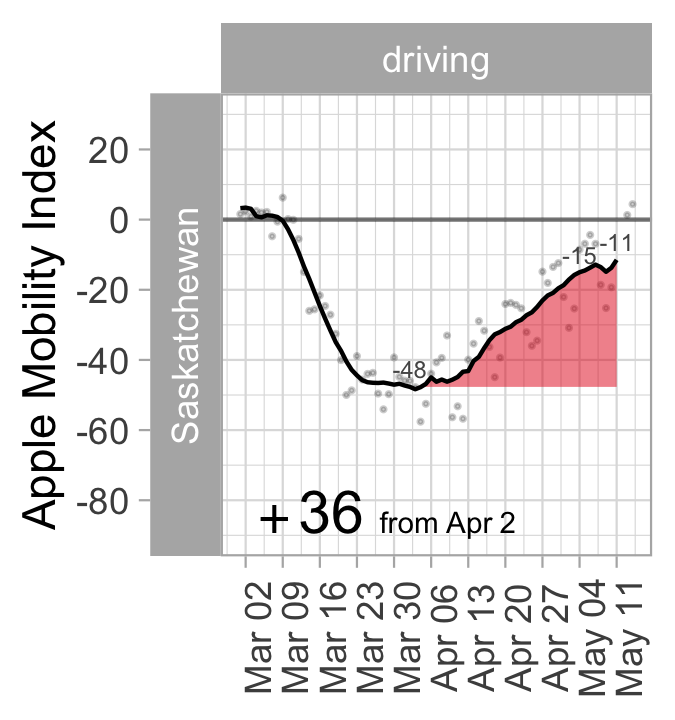 driving
Apple Mobility Index
Saskatchewan
20
0
-20
-40
-60
-80
-48
-15
-11
+36 from Apr 2
Mar 02
Mar 09
Mar 16
Mar 23
Mar 30
Apr 06
Apr 13
Apr 20
Apr 27
May 04
May 11